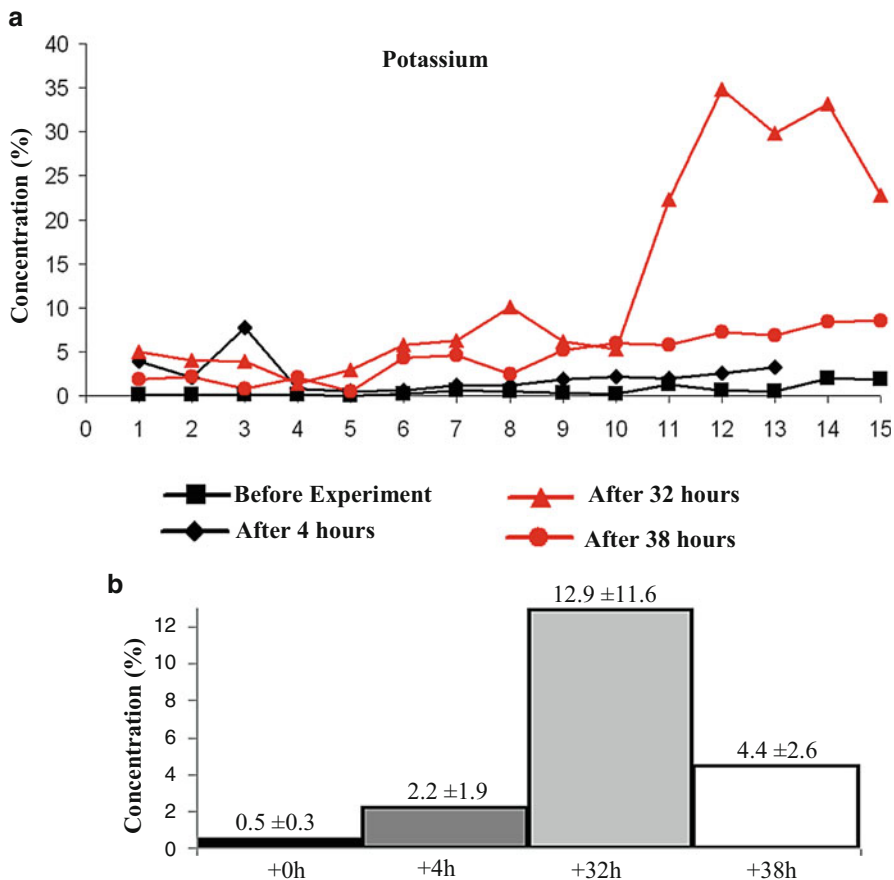 a
Potassium
Concentration (%)
40
35
30
25
20
15
10
5
0
0 1 2 3 4 5 6 7 8 9 10 11 12 13 14 15
Before Experiment
After 32 hours
After 4 hours
After 38 hours
b
Concentration (%)
12
10
8
6
4
2
0
0.5 ±0.3
2.2 ±1.9
12.9 ±11.6
4.4 ±2.6
+0h +4h +32h +38h